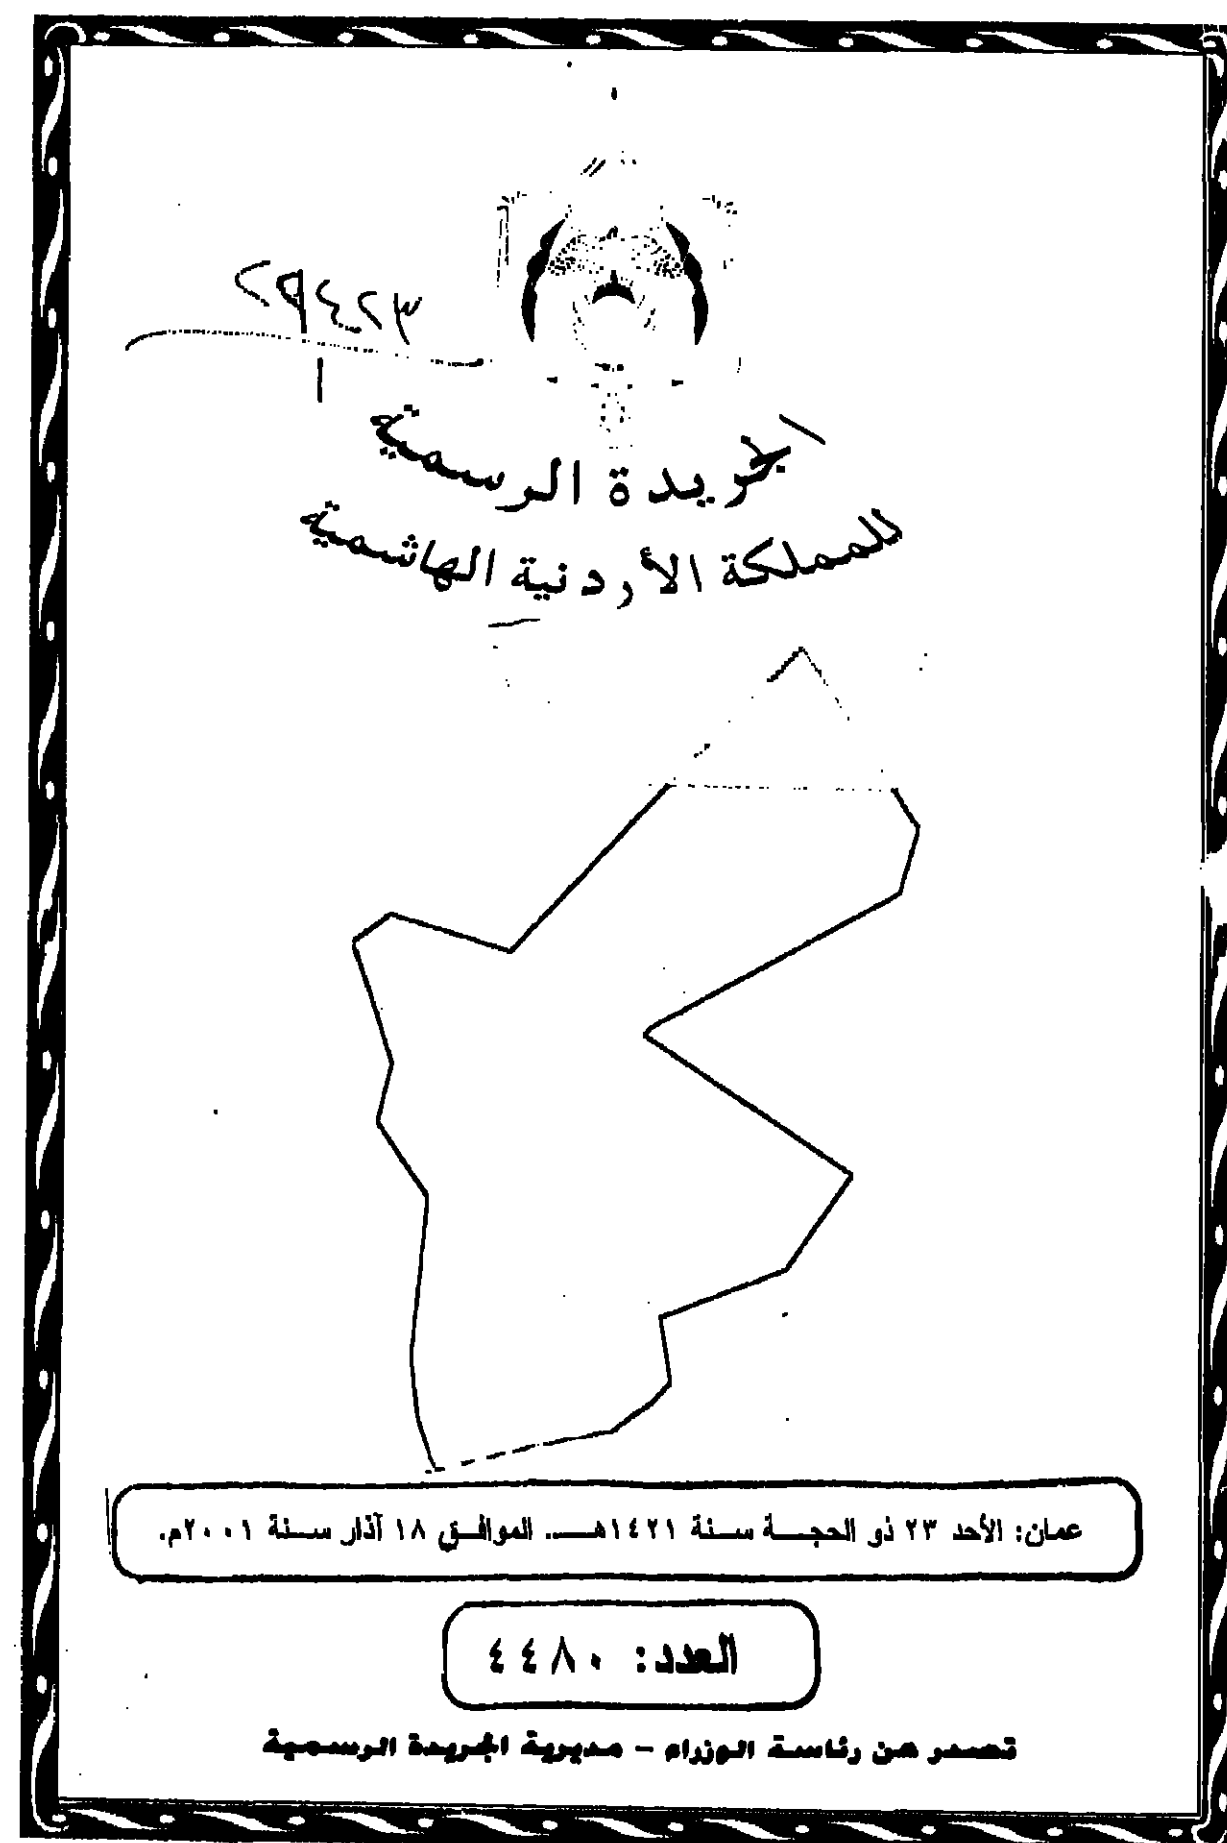 ٢٩٤٢٣
الجريدة الرسمية
للمملكة الأردنية الهاشمية
عمان: الأحد ٢٣ ذو الحجة سنة ١٤٢١هـ. الموافق ١٨ آذار سنة ٢٠٠١م.
العدد: ٤٤٨٠
تصدر عن رئاسة الوزراء - مديرية الجريدة الرسمية